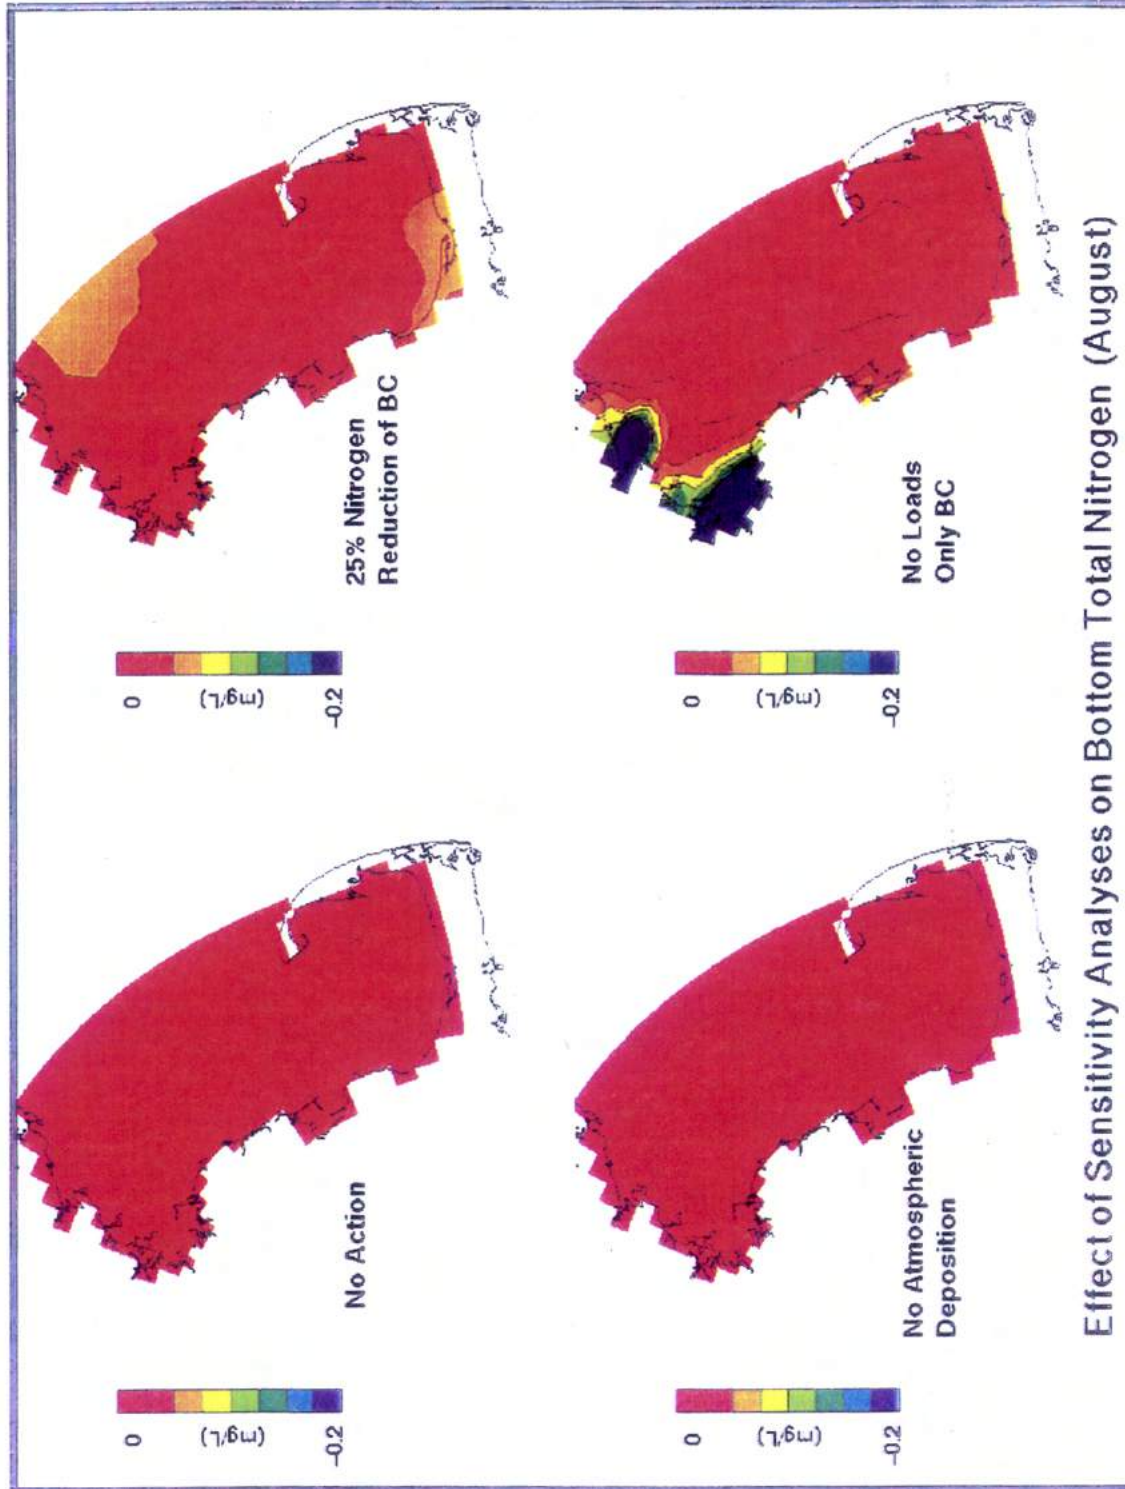 0
(mg/L)
-0.2
No Action
0
(mg/L)
-0.2
25% Nitrogen
Reduction of BC
0
(mg/L)
-0.2
No Atmospheric
Deposition
0
(mg/L)
-0.2
No Loads
Only BC
Effect of Sensitivity Analyses on Bottom Total Nitrogen (August)